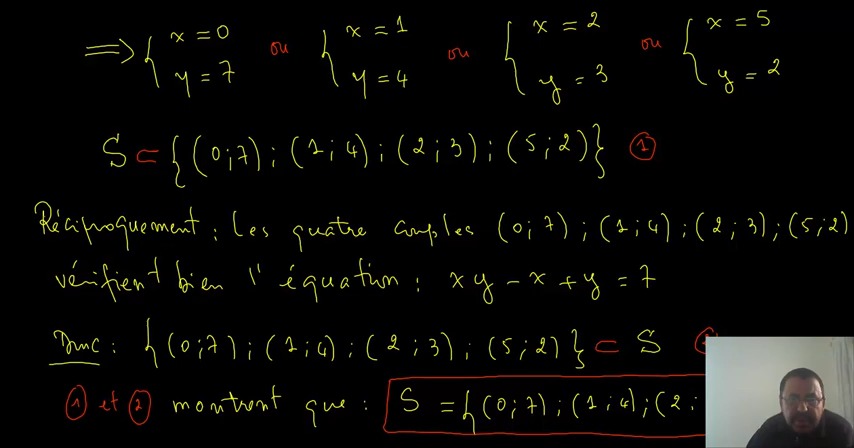 ⟹ { x = 0 ou { x = 1 ou { x = 2 ou { x = 5
{ y = 7 { y = 4 { y = 3 { y = 2
S ⊂ {(0;7) ; (1;4) ; (2;3) ; (5;2)} ①
Réciproquement : Les quatre couples (0;7) ; (1;4) ; (2;3) ; (5;2)
vérifient bien l'équation : xy − x + y = 7
Donc : {(0;7) ; (1;4) ; (2;3) ; (5;2)} ⊂ S
① et ② montrent que : S = {(0;7) ; (1;4) ; (2;